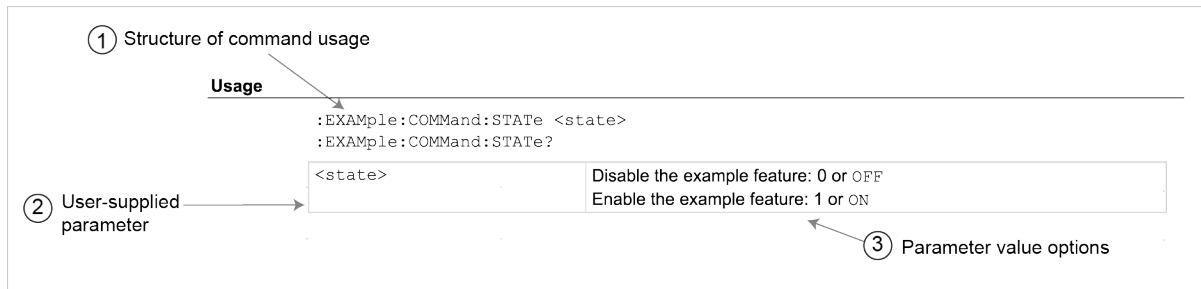 1 Structure of command usage
Usage
:EXAMple:COMMand:STATe <state>
:EXAMple:COMMand:STATe?
<state> Disable the example feature: 0 or OFF
Enable the example feature: 1 or ON
2 User-supplied
parameter
3 Parameter value options